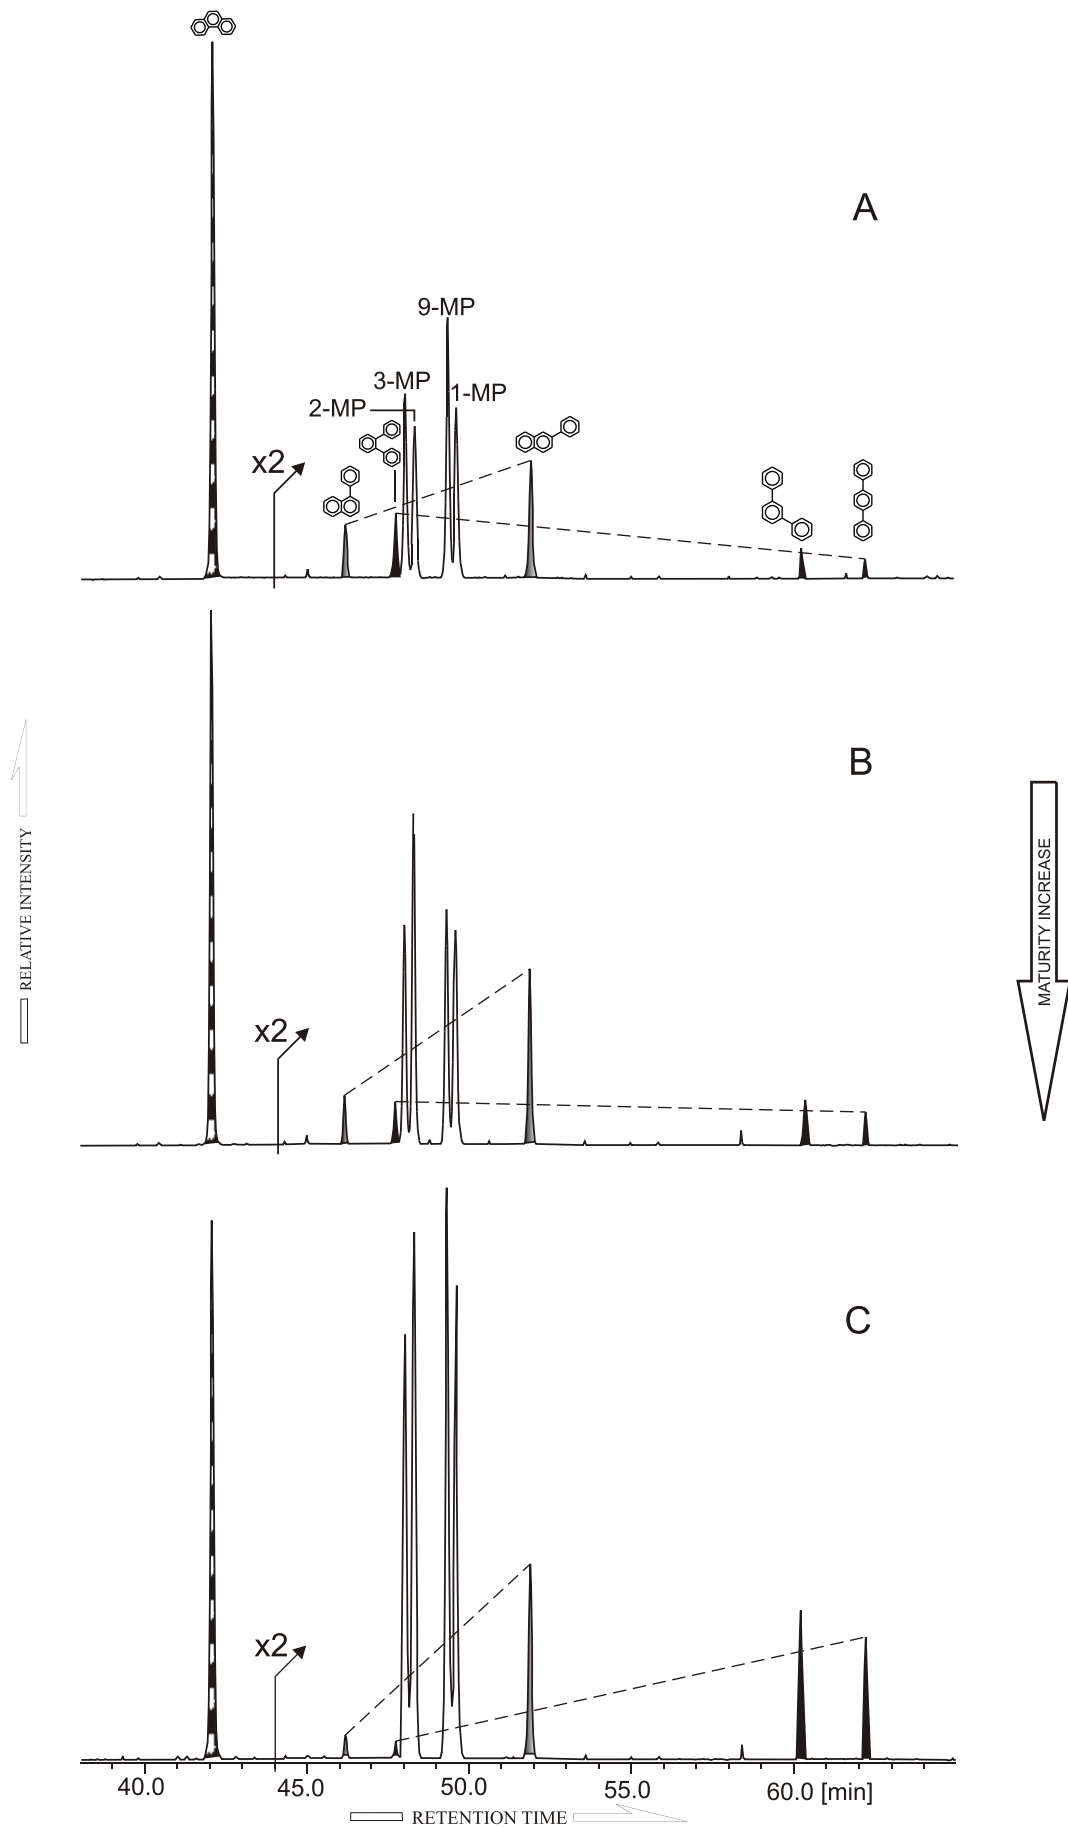 A
9-MP
3-MP
1-MP
2-MP
x2
B
RELATIVE INTENSITY
MATURITY INCREASE
x2
C
x2
40.0 45.0 50.0 55.0 60.0 [min]
RETENTION TIME